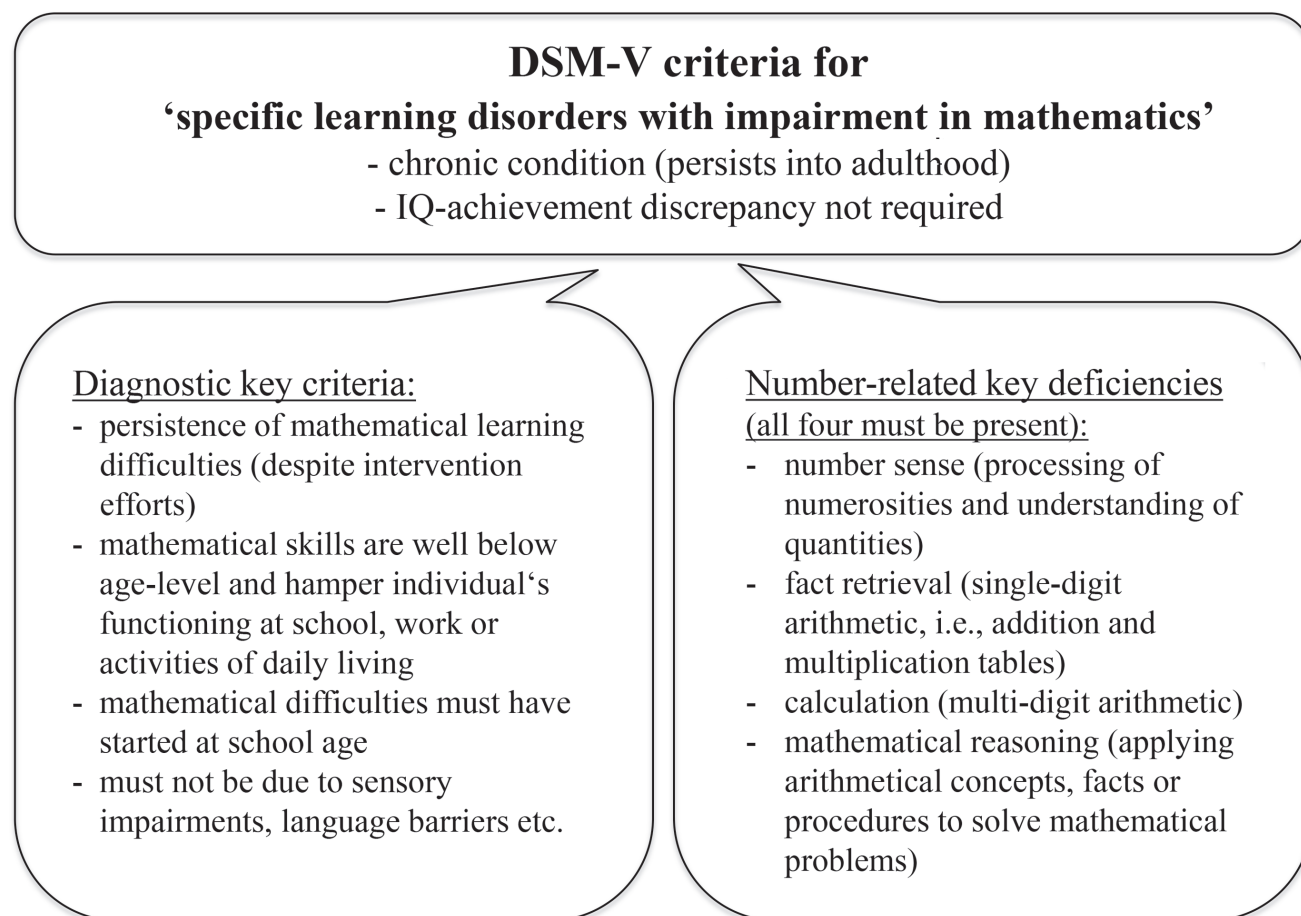 DSM-V criteria for
‘specific learning disorders with impairment in mathematics’
- chronic condition (persists into adulthood)
- IQ-achievement discrepancy not required
Diagnostic key criteria:
- persistence of mathematical learning
difficulties (despite intervention
efforts)
- mathematical skills are well below
age-level and hamper individual‘s
functioning at school, work or
activities of daily living
- mathematical difficulties must have
started at school age
- must not be due to sensory
impairments, language barriers etc.
Number-related key deficiencies
(all four must be present):
- number sense (processing of
numerosities and understanding of
quantities)
- fact retrieval (single-digit
arithmetic, i.e., addition and
multiplication tables)
- calculation (multi-digit arithmetic)
- mathematical reasoning (applying
arithmetical concepts, facts or
procedures to solve mathematical
problems)